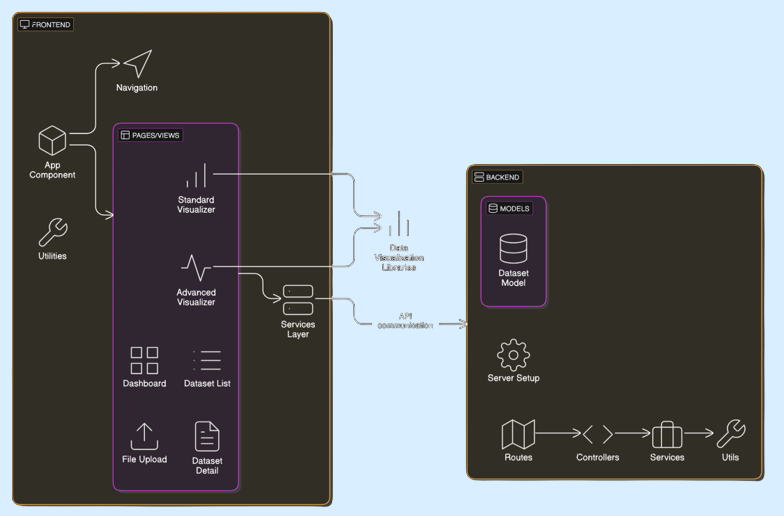 FRONTEND
Navigation
App
Component
Utilities
PAGES/VIEWS
Standard
Visualizer
Advanced
Visualizer
Dashboard
Dataset List
File Upload
Dataset
Detail
Services
Layer
Data
Visualization
Libraries
API
communication
BACKEND
MODELS
Dataset
Model
Server Setup
Routes
Controllers
Services
Utils